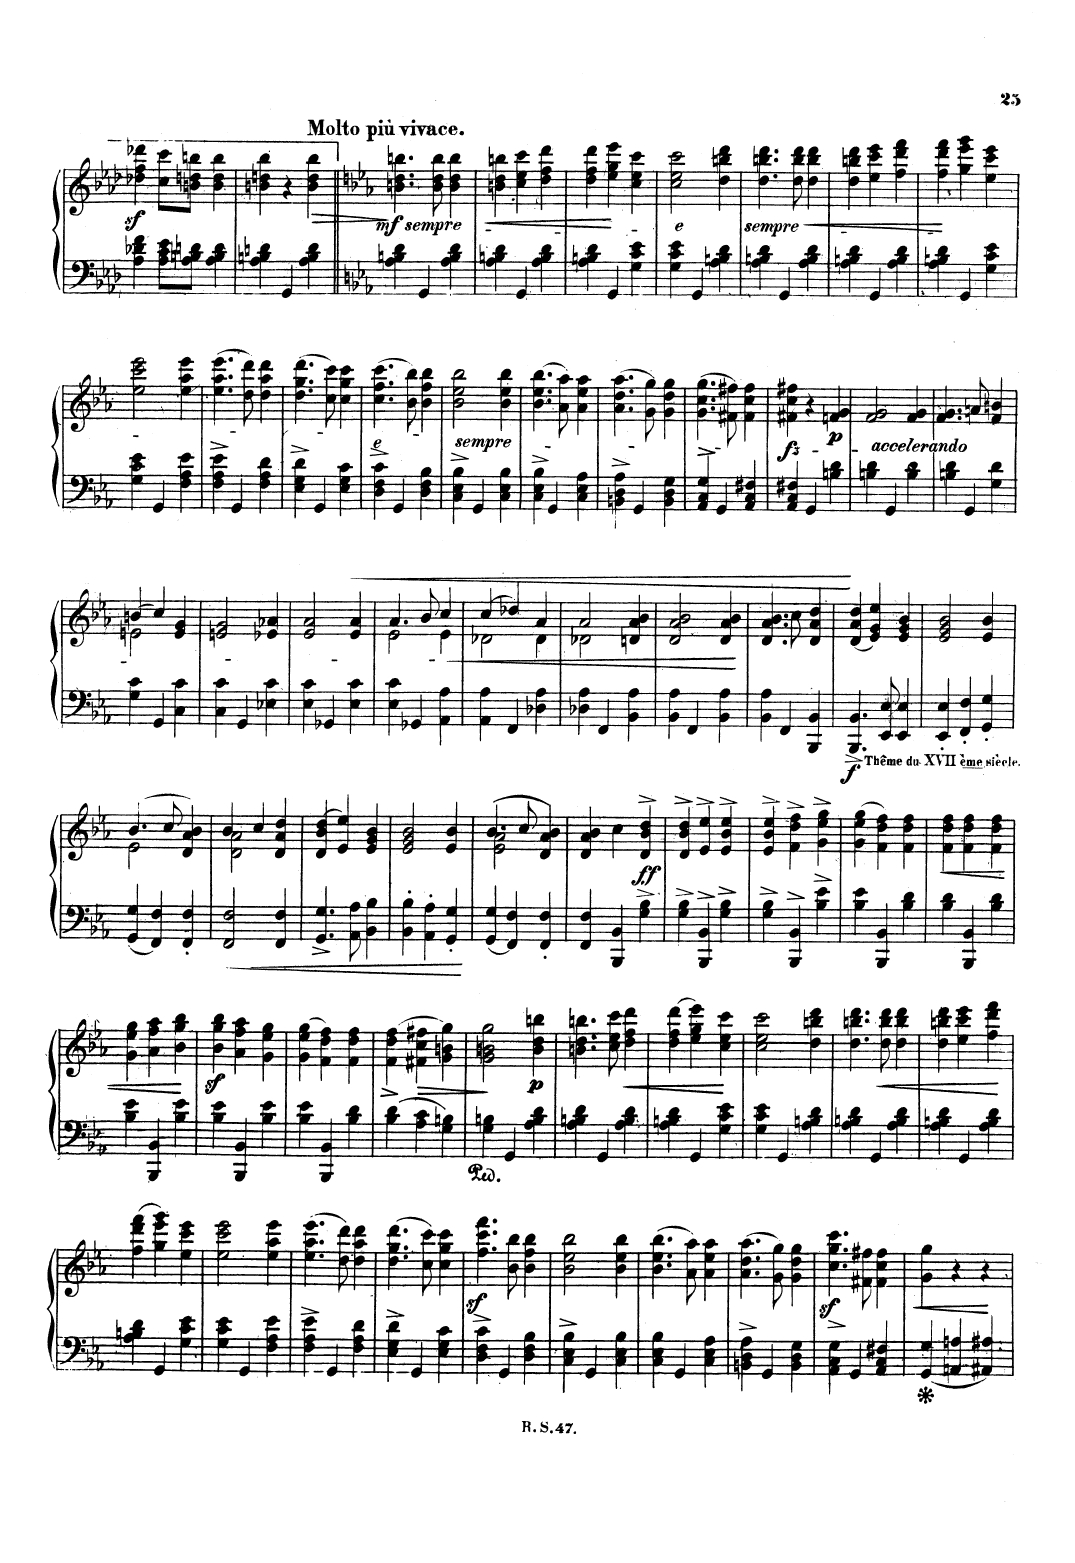 25
Molto più vivace.
sf mf sempre e sempre
e sempre fz p accelerando
f Thême du XVII ème siècle.
ff
sf p
Ped.
sf sf
R. S. 47.